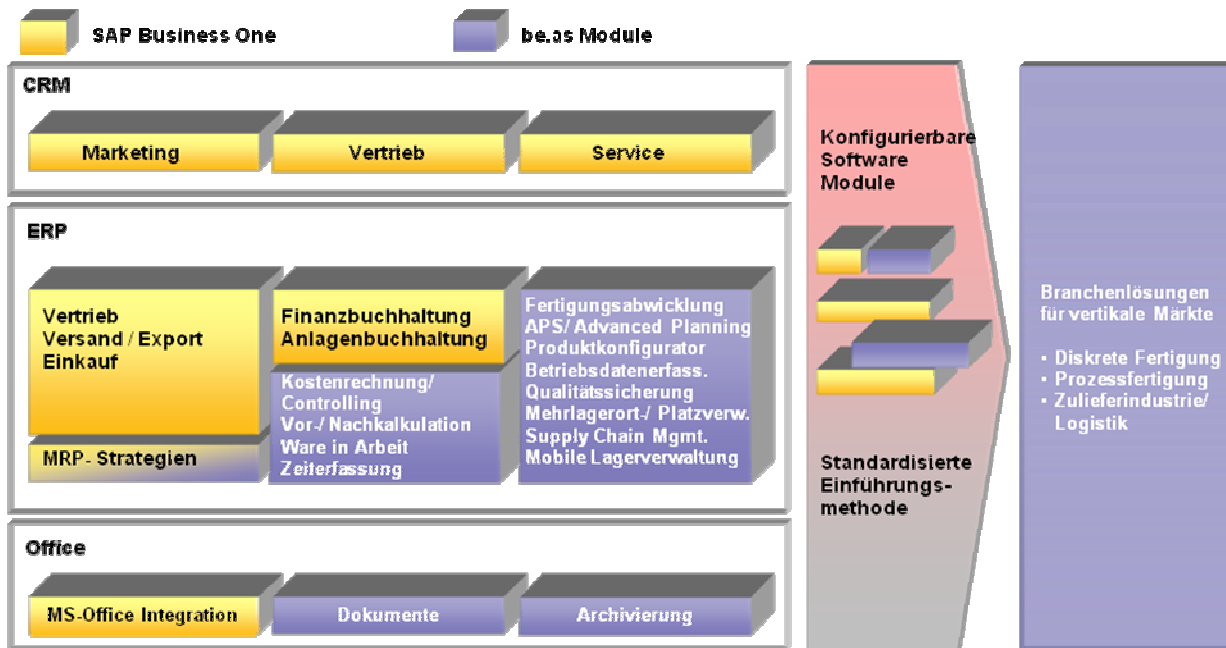 SAP Business One
be.as Module
CRM
Marketing
Vertrieb
Service
ERP
Vertrieb
Versand / Export
Einkauf
MRP- Strategien
Finanzbuchhaltung
Anlagenbuchhaltung
Kostenrechnung/
Controlling
Vor-/ Nachkalkulation
Ware in Arbeit
Zeiterfassung
Fertigungsabwicklung
APS/ Advanced Planning
Produktkonfigurator
Betriebsdatenerfass.
Qualitätssicherung
Mehrlagerort-/ Platzverw.
Supply Chain Mgmt.
Mobile Lagerverwaltung
Office
MS-Office Integration
Dokumente
Archivierung
Konfigurierbare
Software
Module
Standardisierte
Einführungs-
methode
Branchenlösungen
für vertikale Märkte
• Diskrete Fertigung
• Prozessfertigung
• Zulieferindustrie/
Logistik